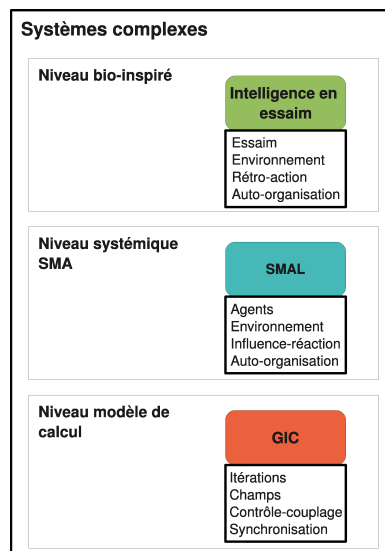 Systèmes complexes
Niveau bio-inspiré
Intelligence en
essaim
Essaim
Environnement
Rétro-action
Auto-organisation
Niveau systémique
SMA
SMAL
Agents
Environnement
Influence-réaction
Auto-organisation
Niveau modèle de
calcul
GIC
Itérations
Champs
Contrôle-couplage
Synchronisation